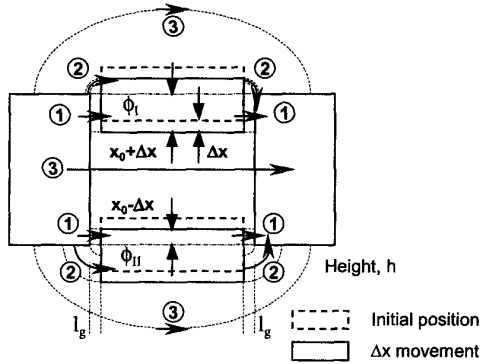 ③
② ②
① ϕI ①
x₀+Δx Δx
③
x₀-Δx
① ①
ϕII
② ②
Height, h
③
lg lg
Initial position
Δx movement